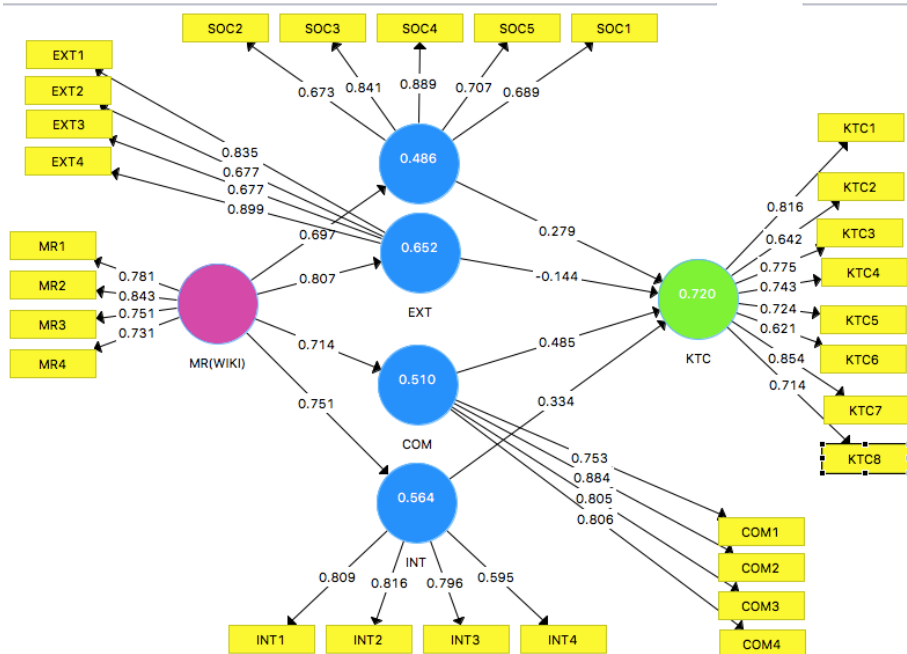 SOC2 SOC3 SOC4 SOC5 SOC1
EXT1
EXT2
EXT3
EXT4
0.673 0.841 0.889 0.707 0.689
0.835
0.677
0.677
0.899
0.486
0.697
0.652
EXT
0.807
MR1
MR2
MR3
MR4
0.781
0.843
0.751
0.731
MR(WIKI)
0.714
0.751
0.510
COM
0.564
INT
0.279
-0.144
0.485
0.334
0.720
KTC
0.816
0.642
0.775
0.743
0.724
0.621
0.854
0.714
KTC1
KTC2
KTC3
KTC4
KTC5
KTC6
KTC7
KTC8
0.753
0.884
0.805
0.806
COM1
COM2
COM3
COM4
0.809 0.816 0.796 0.595
INT1 INT2 INT3 INT4